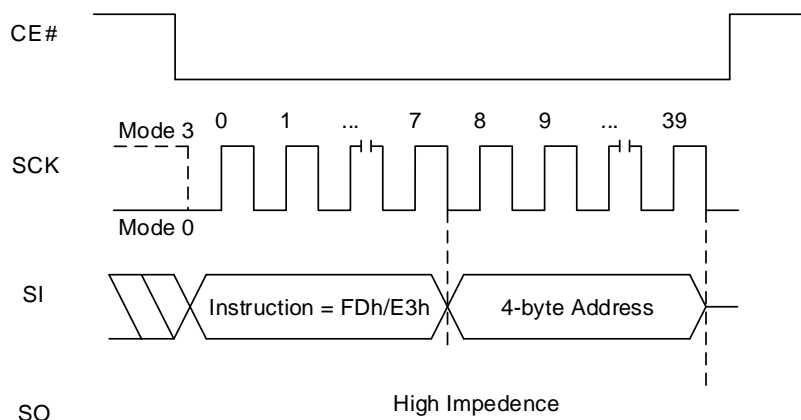 CE#
Mode 3 0 1 ... 7 8 9 ... 39
SCK
Mode 0
SI Instruction = FDh/E3h 4-byte Address
High Impedence
SO